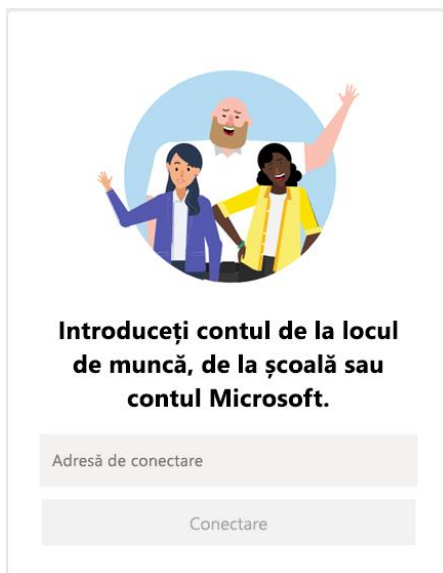 Introduceți contul de la locul
de muncă, de la școală sau
contul Microsoft.
Adresă de conectare
Conectare